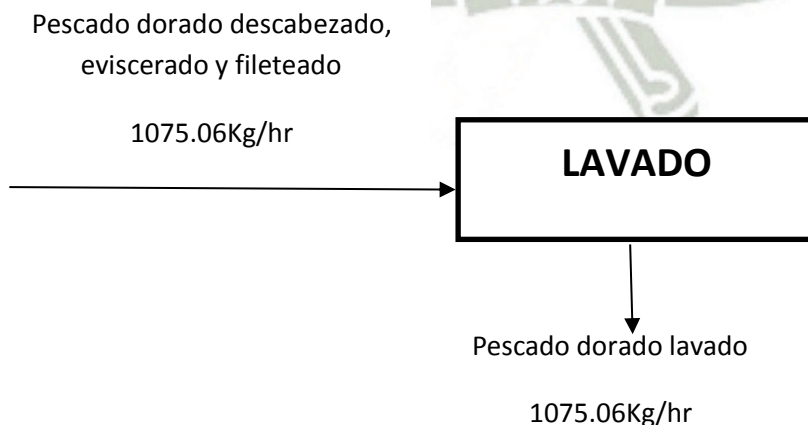 Pescado dorado descabezado,
eviscerado y fileteado
1075.06Kg/hr
LAVADO
Pescado dorado lavado
1075.06Kg/hr